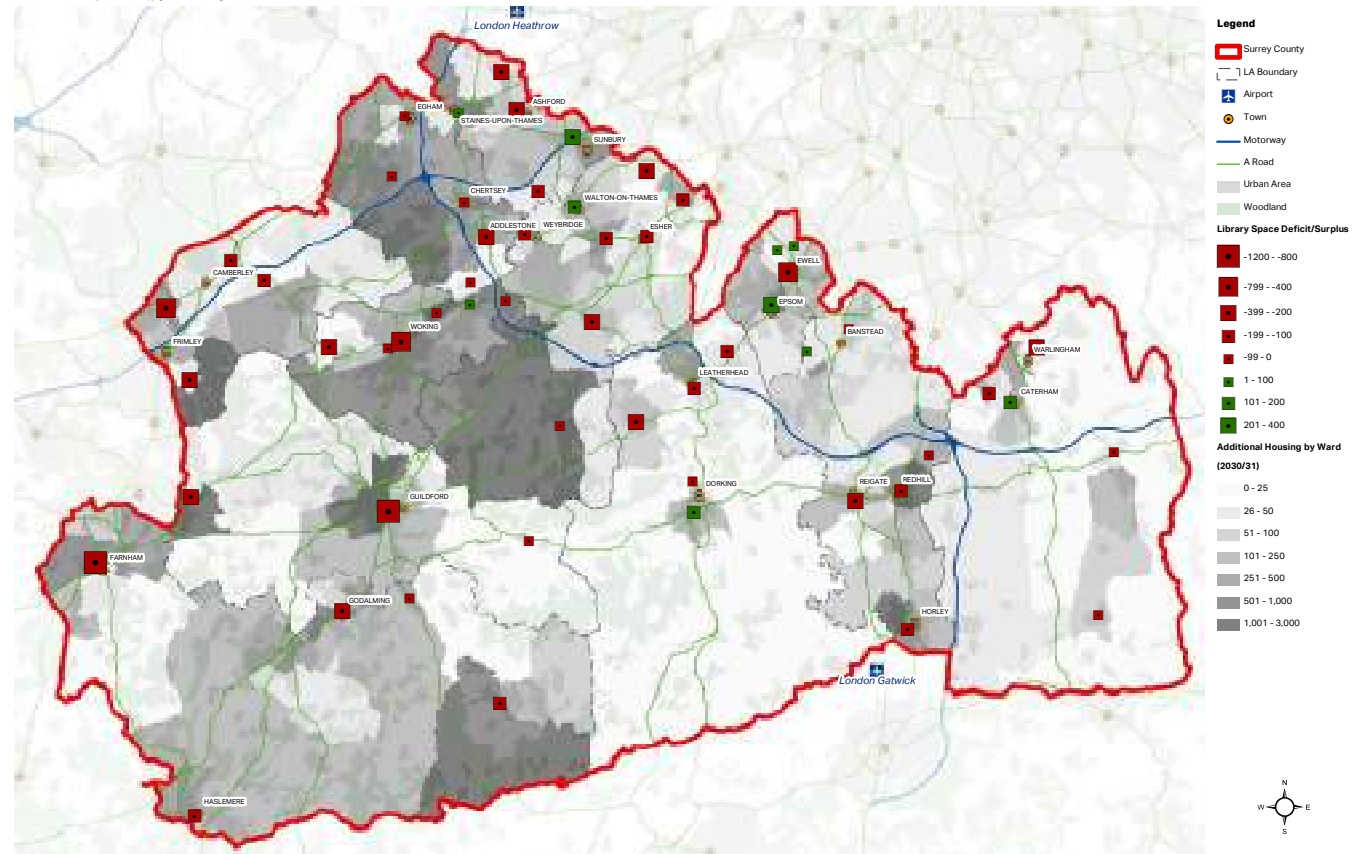 London Heathrow
EGHAM
ASHFORD
STAINES-UPON-THAMES
SUNBURY
CHERTSEY
WALTON-ON-THAMES
ADDLESTONE
WEYBRIDGE
ESHER
EWELL
CAMBERLEY
EPSOM
WOKING
BANSTEAD
FRIMLEY
WARLINGHAM
LEATHERHEAD
CATERHAM
GUILDFORD
DORKING
REIGATE
REDHILL
FARNHAM
GODALMING
HORLEY
London Gatwick
HASLEMERE
Legend
Surrey County
LA Boundary
Airport
Town
Motorway
A Road
Urban Area
Woodland
Library Space Deficit/Surplus
-1200 - -800
-799 - -400
-399 - -200
-199 - -100
-99 - 0
1 - 100
101 - 200
201 - 400
Additional Housing by Ward
(2030/31)
0 - 25
26 - 50
51 - 100
101 - 250
251 - 500
501 - 1,000
1,001 - 3,000
N
W
E
S